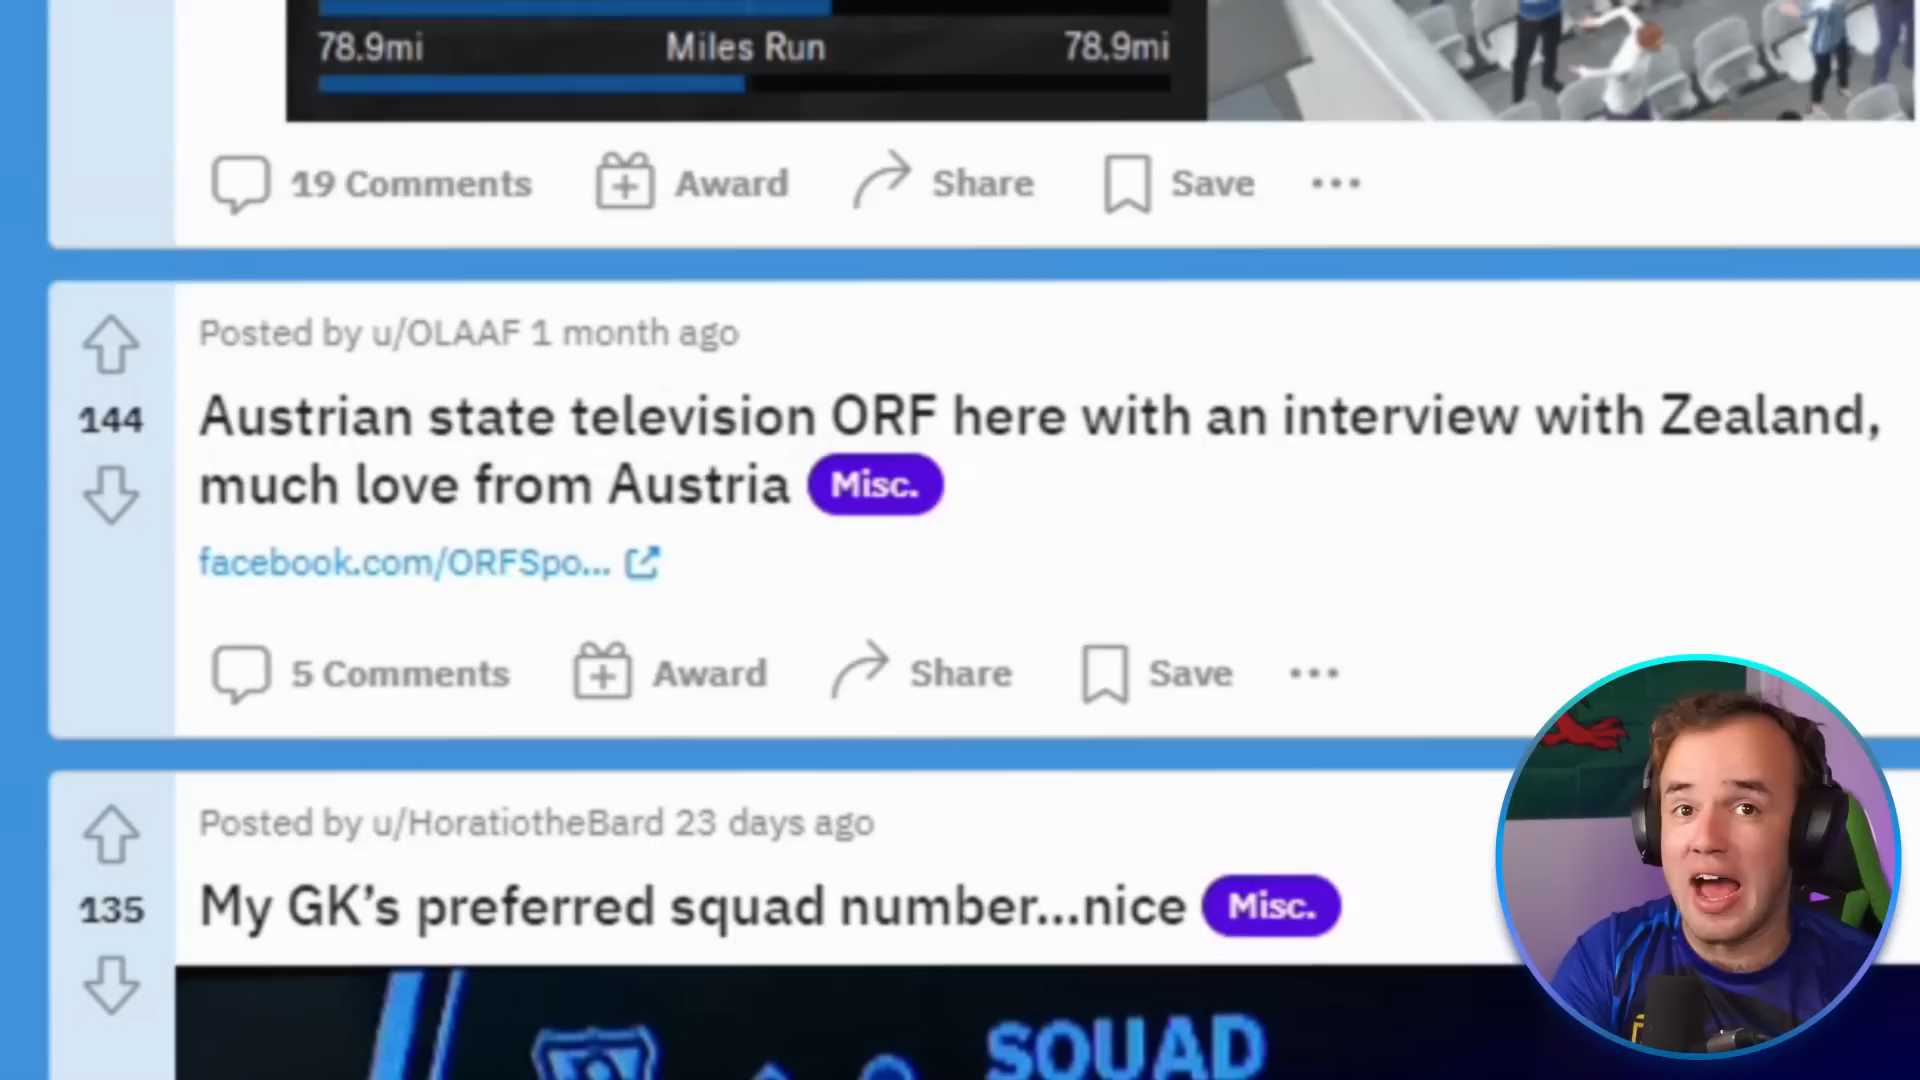 78.9mi Miles Run 78.9mi
19 Comments Award Share Save
Posted by u/OLAAF 1 month ago
144
Austrian state television ORF here with an interview with Zealand,
much love from Austria Misc.
facebook.com/ORFSpo...
5 Comments Award Share Save
Posted by u/HoratiotheBard 23 days ago
135
My GK's preferred squad number...nice Misc.
SQUAD